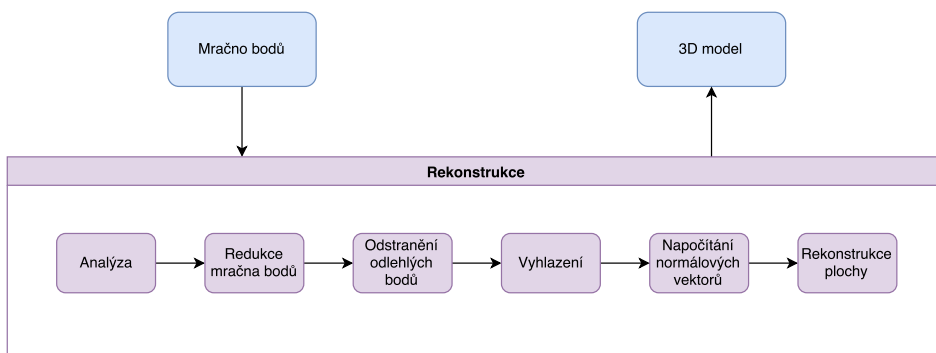 Mračno bodů
3D model
Rekonstrukce
Analýza
Redukce
mračna bodů
Odstranění
odlehlých
bodů
Vyhlazení
Napočítání
normálových
vektorů
Rekonstrukce
plochy